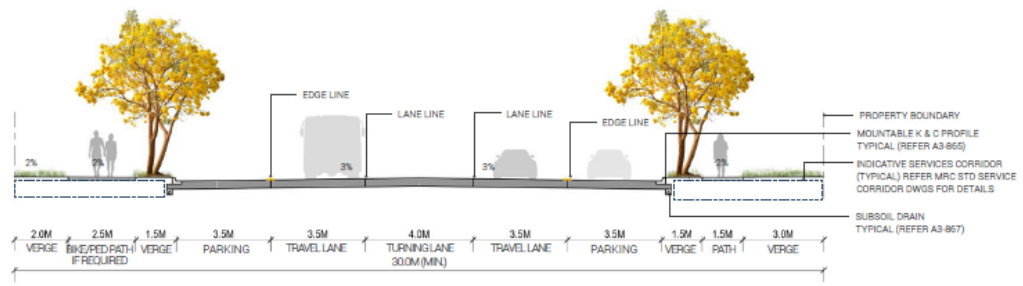 EDGE LINE
LANE LINE
LANE LINE
EDGE LINE
PROPERTY BOUNDARY
MOUNTABLE K & C PROFILE
TYPICAL (REFER A3-865)
INDICATIVE SERVICES CORRIDOR
(TYPICAL) REFER MRC STD SERVICE
CORRIDOR DWGS FOR DETAILS
SUBSOIL DRAIN
TYPICAL (REFER A3-867)
2% 2% 3% 3% 2%
2.0M 2.5M 1.5M 3.5M 3.5M 4.0M 3.5M 3.5M 1.5M 1.5M 3.0M
VERGE BIKE/PED PATH VERGE PARKING TRAVEL LANE TURNING LANE TRAVEL LANE PARKING VERGE PATH VERGE
IF REQUIRED 30.0M (MIN.)